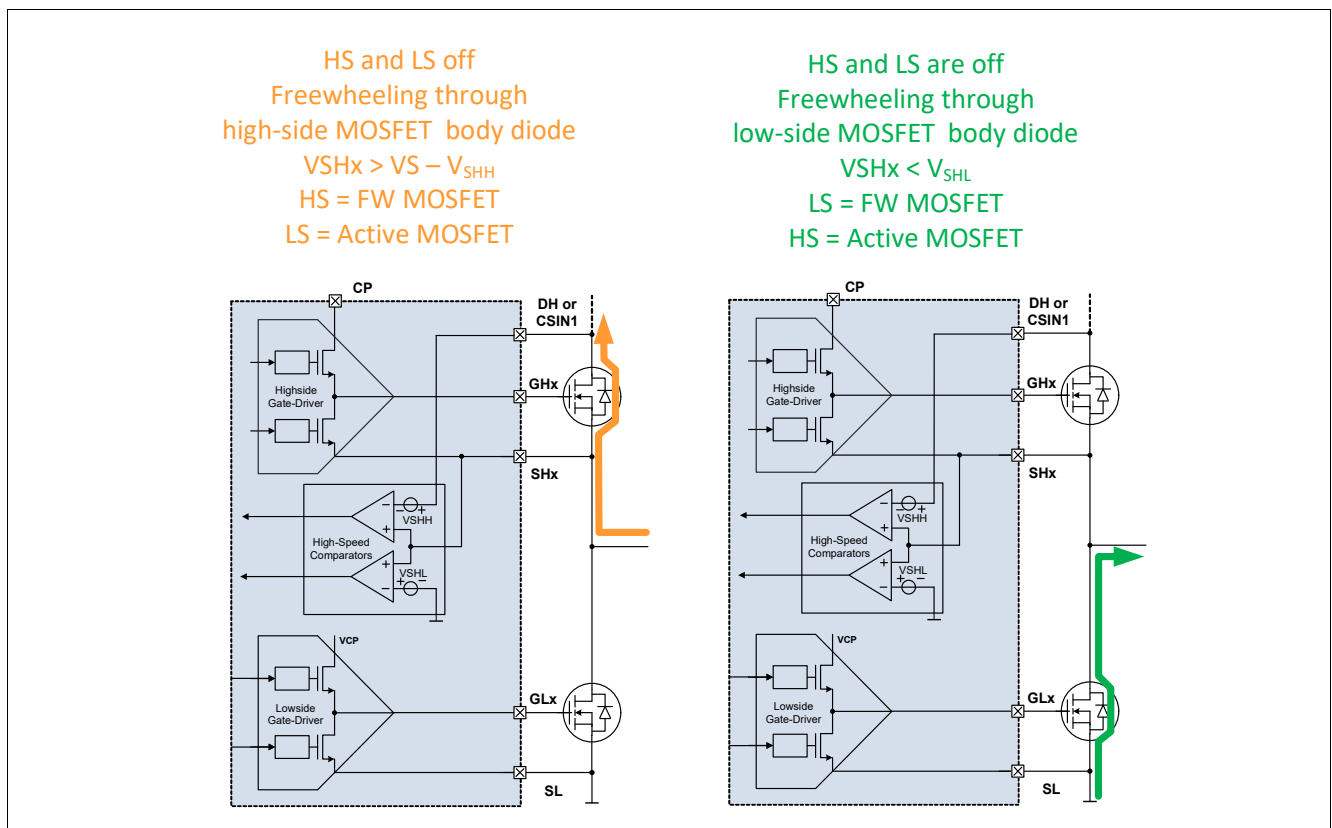 HS and LS off
Freewheeling through
high-side MOSFET body diode
VSHx > VS – VSHH
HS = FW MOSFET
LS = Active MOSFET
HS and LS are off
Freewheeling through
low-side MOSFET body diode
VSHx < VSHL
LS = FW MOSFET
HS = Active MOSFET
CP
DH or
CSIN1
Highside
Gate-Driver
GHx
SHx
– +
VSHH
–
+
High-Speed
Comparators
+
–
VSHL
+ –
VCP
Lowside
Gate-Driver
GLx
SL
CP
DH or
CSIN1
Highside
Gate-Driver
GHx
SHx
– +
VSHH
–
+
High-Speed
Comparators
+
–
VSHL
+ –
VCP
Lowside
Gate-Driver
GLx
SL